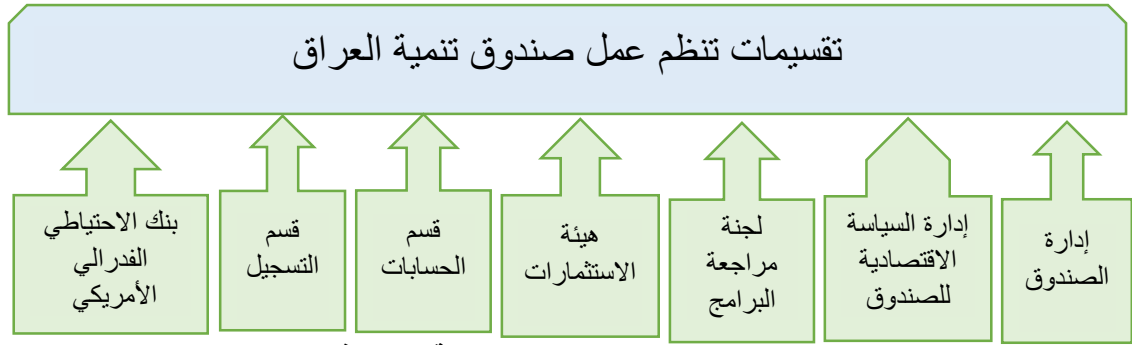 تقسيمات تنظم عمل صندوق تنمية العراق
إدارة
الصندوق
إدارة السياسة
الاقتصادية
للصندوق
لجنة
مراجعة
البرامج
هيئة
الاستثمارات
قسم
الحسابات
قسم
التسجيل
بنك الاحتياطي
الفدرالي
الأمريكي